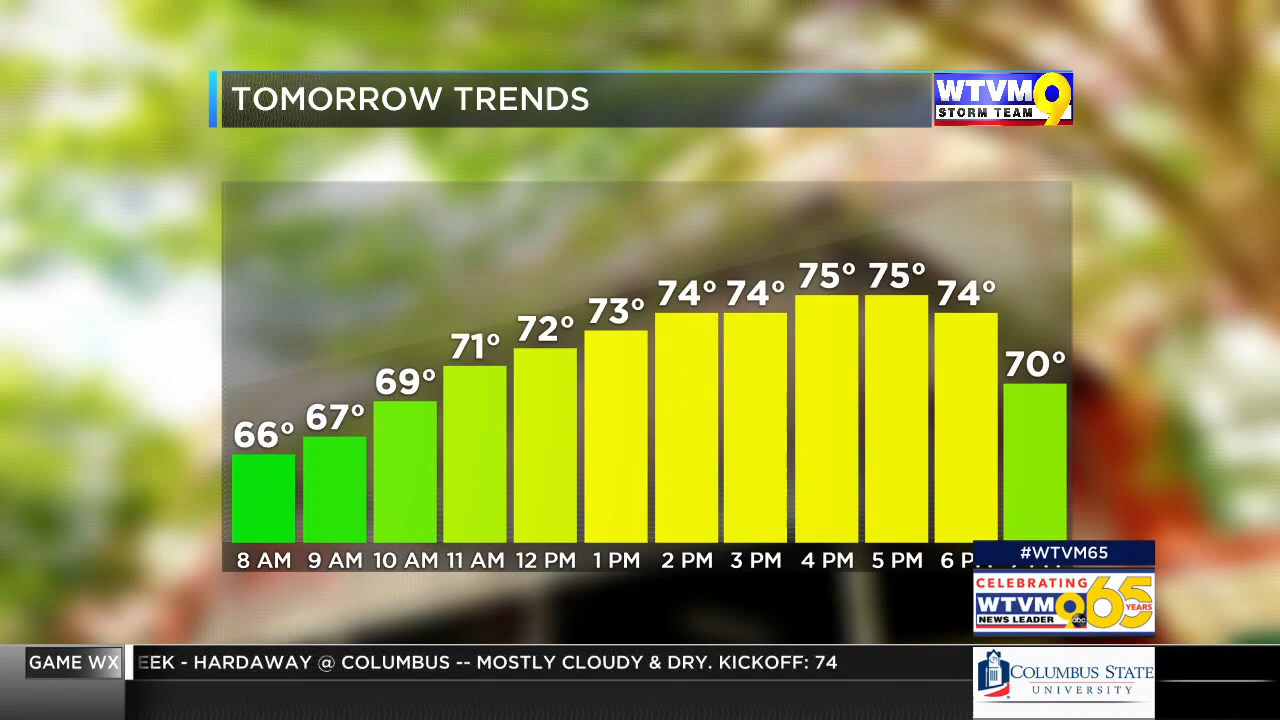 TOMORROW TRENDS
WTVM 9
STORM TEAM
66° 67° 69° 71° 72° 73° 74° 74° 75° 75° 74° 70°
8 AM 9 AM 10 AM 11 AM 12 PM 1 PM 2 PM 3 PM 4 PM 5 PM 6 P
#WTVM65
CELEBRATING
WTVM 9 65
NEWS LEADER abc YEARS
GAME WX EEK - HARDAWAY @ COLUMBUS -- MOSTLY CLOUDY & DRY. KICKOFF: 74
COLUMBUS STATE
UNIVERSITY